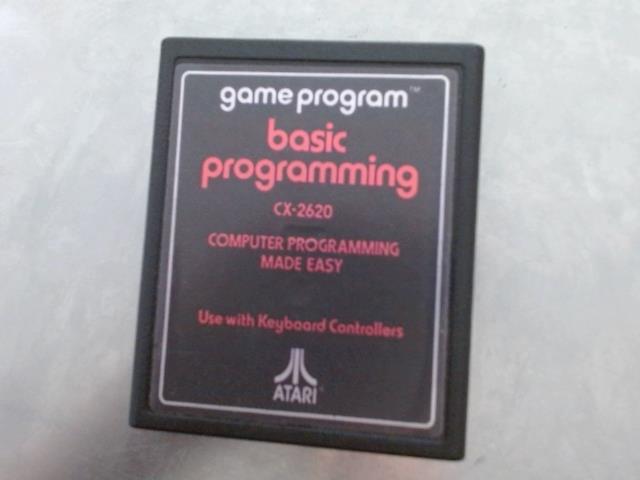 game program™
basic
programming
CX-2620
COMPUTER PROGRAMMING
MADE EASY
Use with Keyboard Controllers
ATARI®